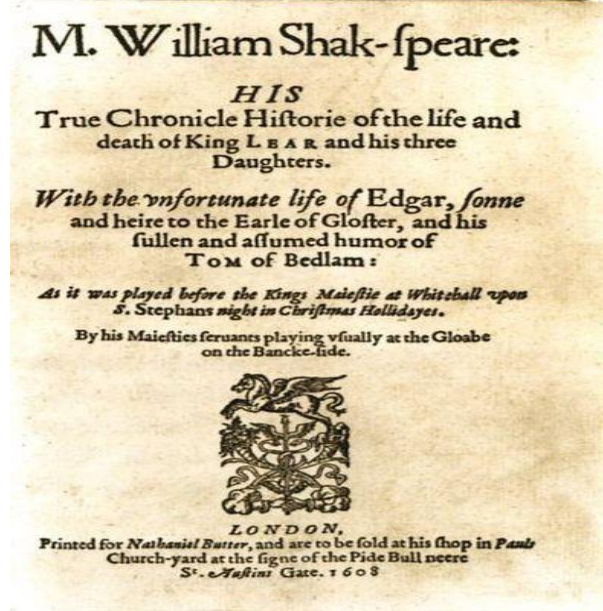 M. William Shak-ſpeare:
HIS
True Chronicle Hiſtorie of the life and
death of King LEAR and his three
Daughters.
With the vnfortunate life of Edgar, ſonne
and heire to the Earle of Gloſter, and his
ſullen and aſſumed humor of
TOM of Bedlam:
As it was played before the Kings Maieſtie at Whitehall vpon
S. Stephans night in Chriſtmas Hollidayes.
By his Maieſties ſeruants playing vſually at the Gloabe
on the Bancke-ſide.
LONDON,
Printed for Nathaniel Butter, and are to be ſold at his ſhop in Pauls
Church-yard at the ſigne of the Pide Bull neere
St. Auſtins Gate. 1608